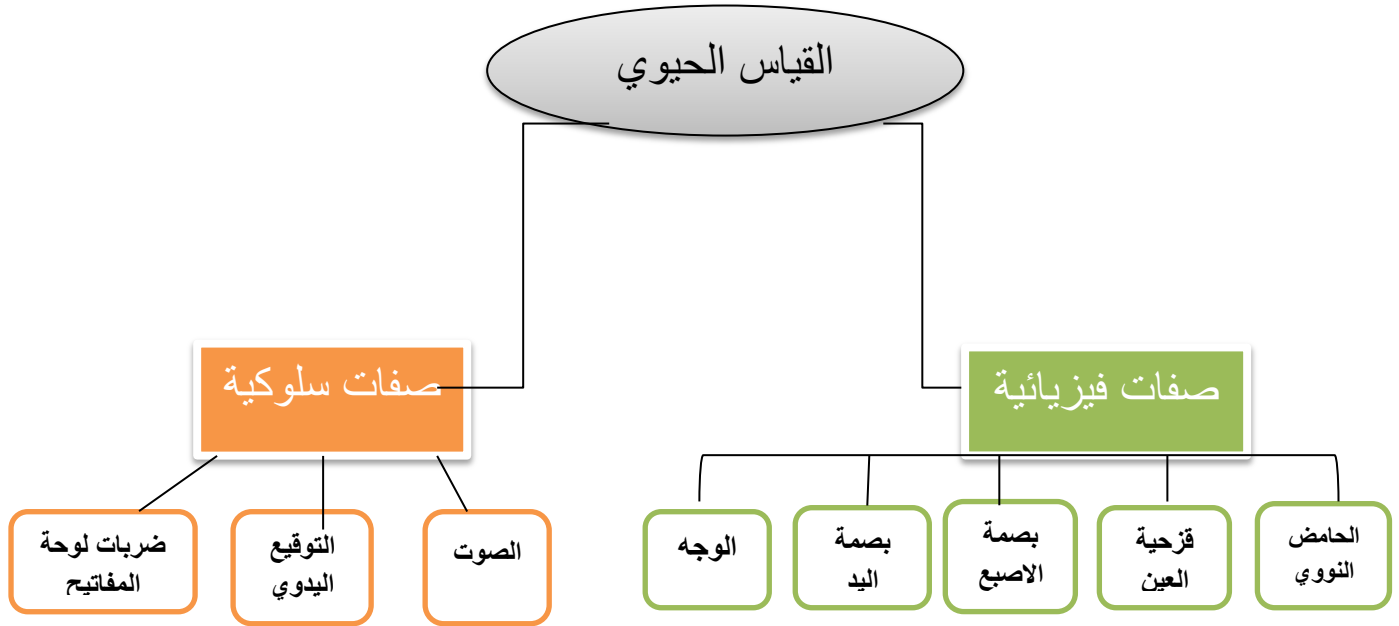 القياس الحيوي
صفات فيزيائية
صفات سلوكية
الحامض
النووي
قزحية
العين
بصمة
الاصبع
بصمة
اليد
الوجه
الصوت
التوقيع
اليدوي
ضربات لوحة
المفاتيح